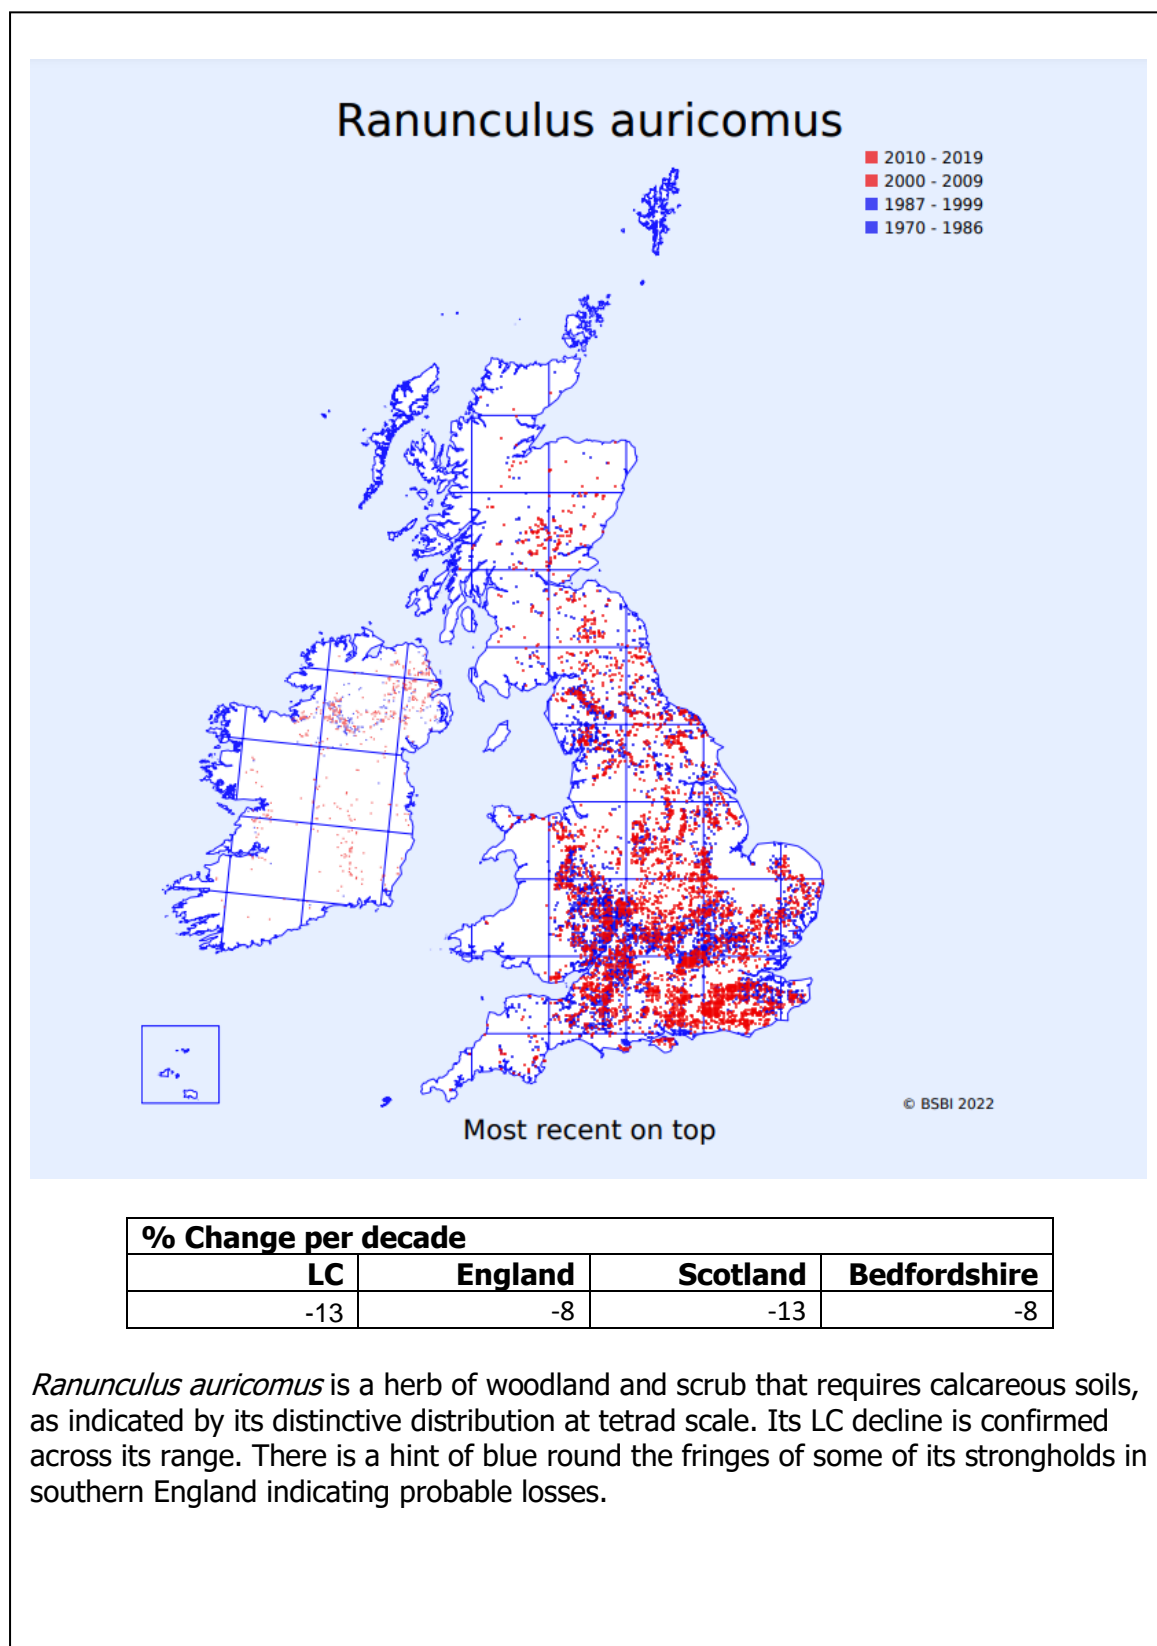 Ranunculus auricomus
2010 - 2019
2000 - 2009
1987 - 1999
1970 - 1986
© BSBI 2022
Most recent on top
% Change per decade
LC England Scotland Bedfordshire
-13 -8 -13 -8
Ranunculus auricomus is a herb of woodland and scrub that requires calcareous soils,
as indicated by its distinctive distribution at tetrad scale. Its LC decline is confirmed
across its range. There is a hint of blue round the fringes of some of its strongholds in
southern England indicating probable losses.